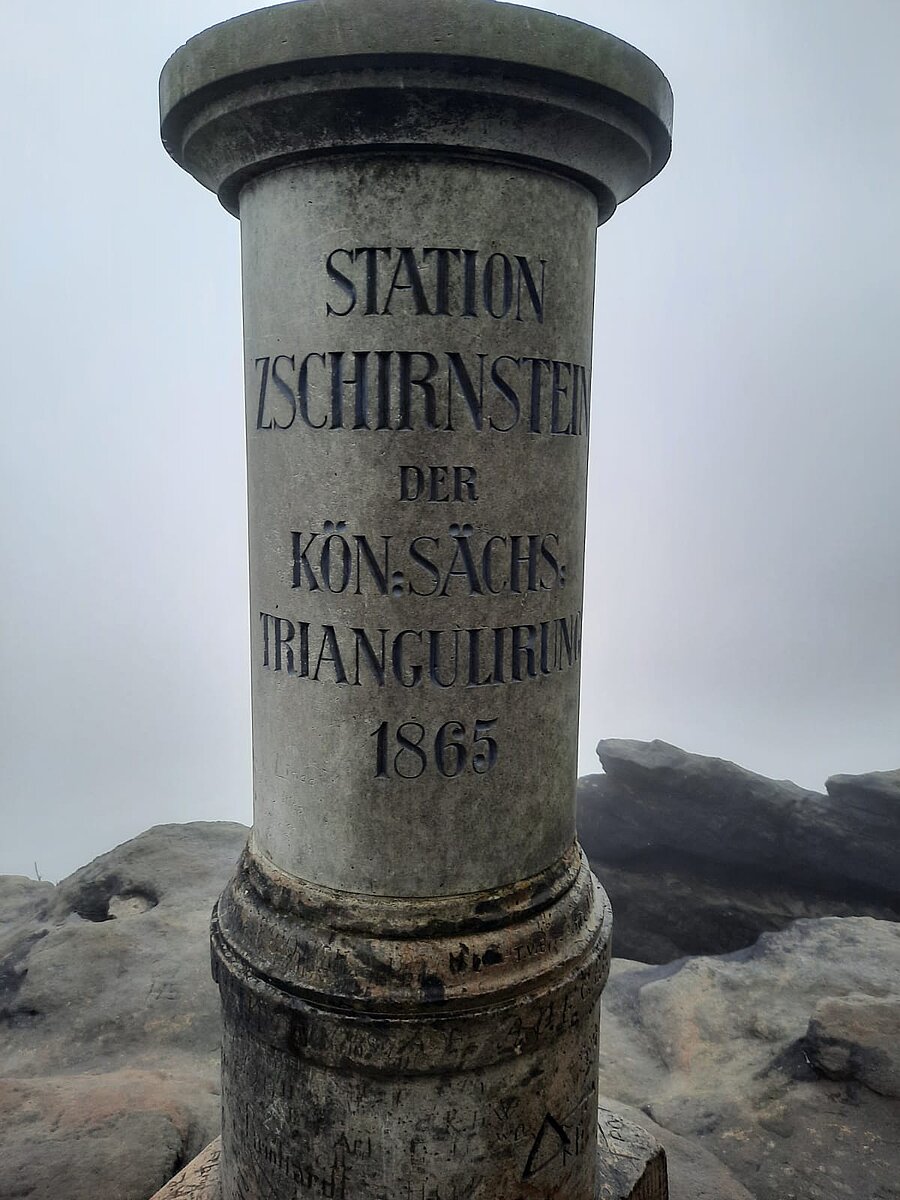 STATION
ZSCHIRNSTEIN
DER
KÖN:SÄCHS:
TRIANGULIRUNG
1865